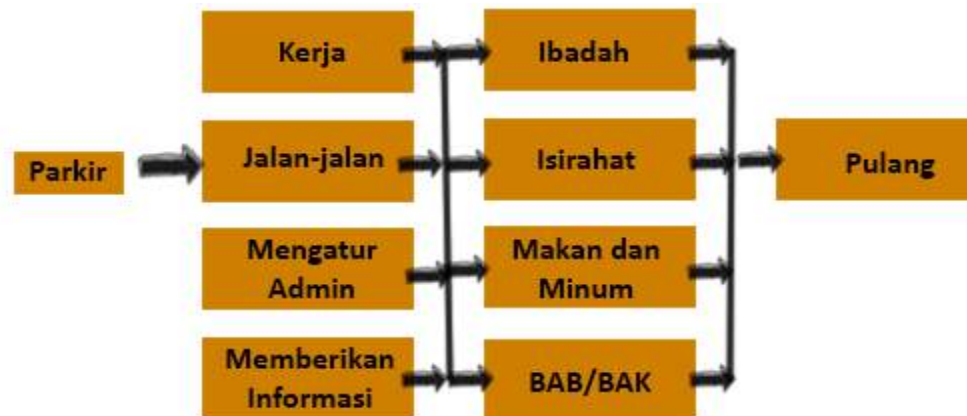 Kerja
Ibadah
Parkir
Jalan-jalan
Isirahat
Pulang
Mengatur
Admin
Makan dan
Minum
Memberikan
Informasi
BAB/BAK